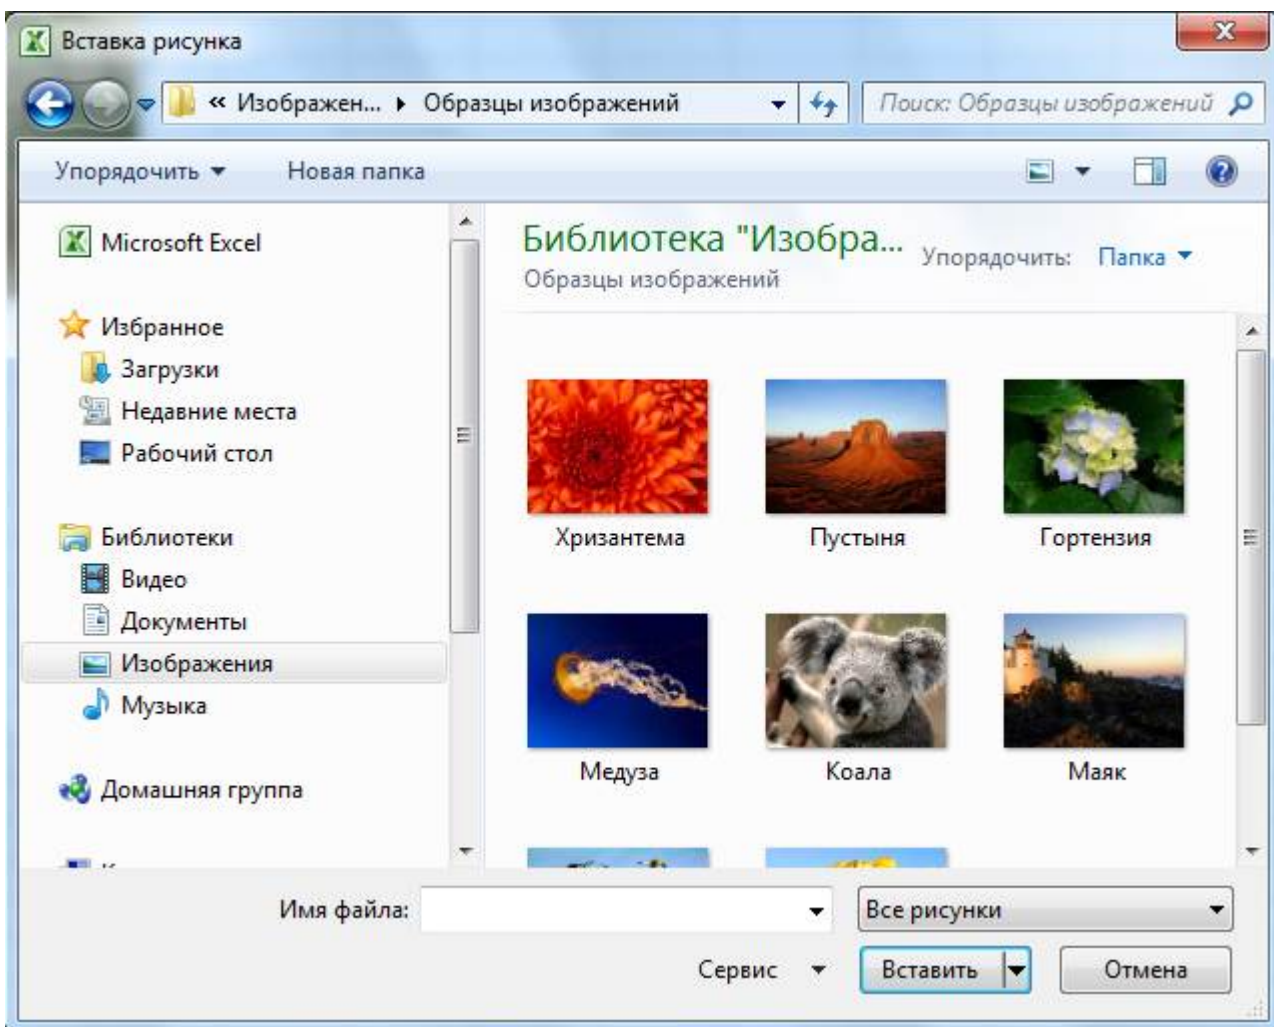 Вставка рисунка
« Изображен... Образцы изображений
Поиск: Образцы изображений
Упорядочить
Новая папка
Microsoft Excel
Избранное
Загрузки
Недавние места
Рабочий стол
Библиотеки
Видео
Документы
Изображения
Музыка
Домашняя группа
Библиотека "Изобра...
Образцы изображений
Упорядочить: Папка
Хризантема
Пустыня
Гортензия
Медуза
Коала
Маяк
Имя файла:
Все рисунки
Сервис
Вставить
Отмена